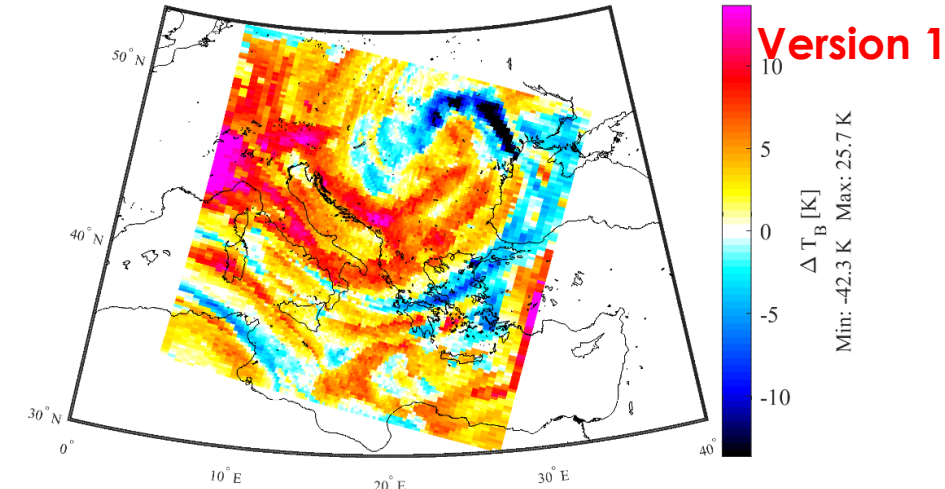 Version 1
50° N
40° N
30° N
0°
10° E
20° E
30° E
40°
10
5
0
-5
-10
Δ T_B [K]
Min: -42.3 K Max: 25.7 K